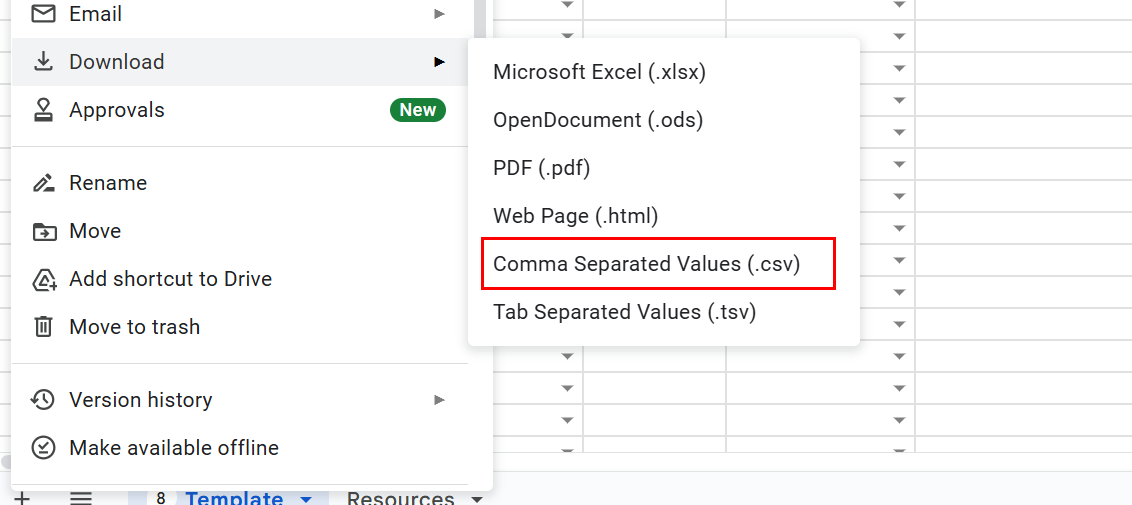 Email
Download
Approvals
New
Rename
Move
Add shortcut to Drive
Move to trash
Version history
Make available offline
Microsoft Excel (.xlsx)
OpenDocument (.ods)
PDF (.pdf)
Web Page (.html)
Comma Separated Values (.csv)
Tab Separated Values (.tsv)
8 Template Resources